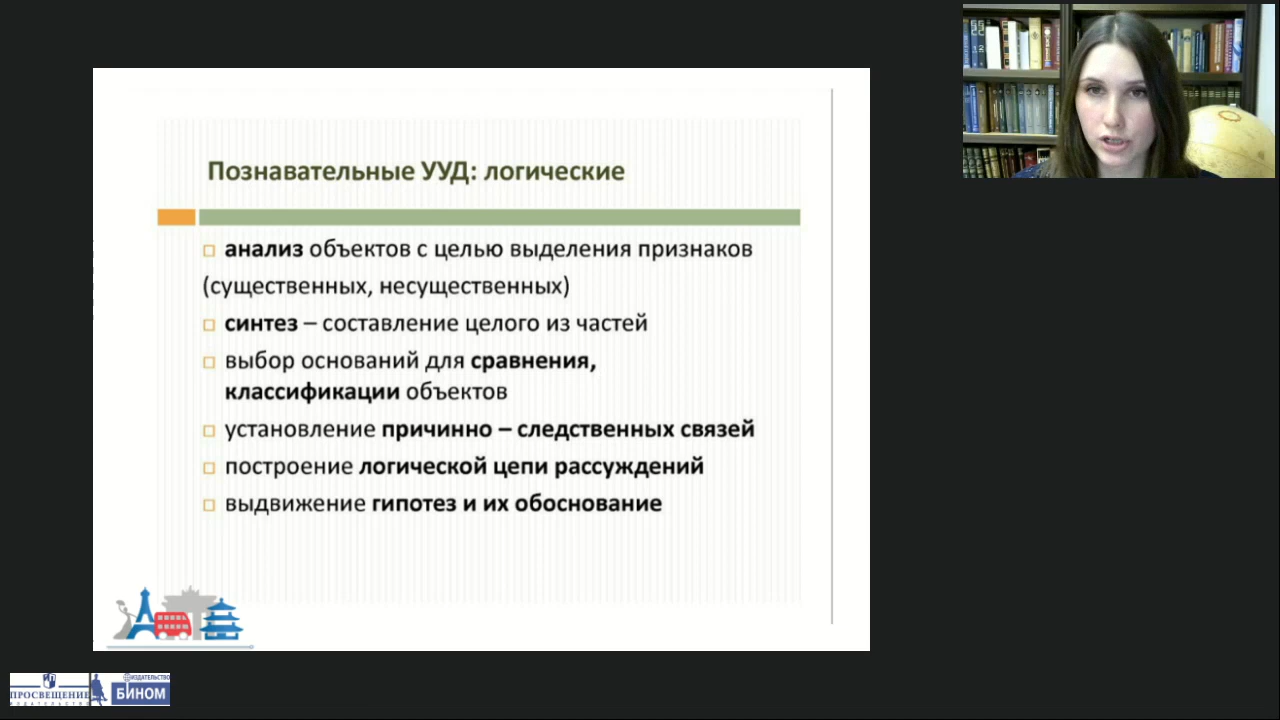 Познавательные УУД: логические
анализ объектов с целью выделения признаков
(существенных, несущественных)
синтез – составление целого из частей
выбор оснований для сравнения,
классификации объектов
установление причинно – следственных связей
построение логической цепи рассуждений
выдвижение гипотез и их обоснование
ПРОСВЕЩЕНИЕ
ИЗДАТЕЛЬСТВО
ИЗДАТЕЛЬСТВО
БИНОМ